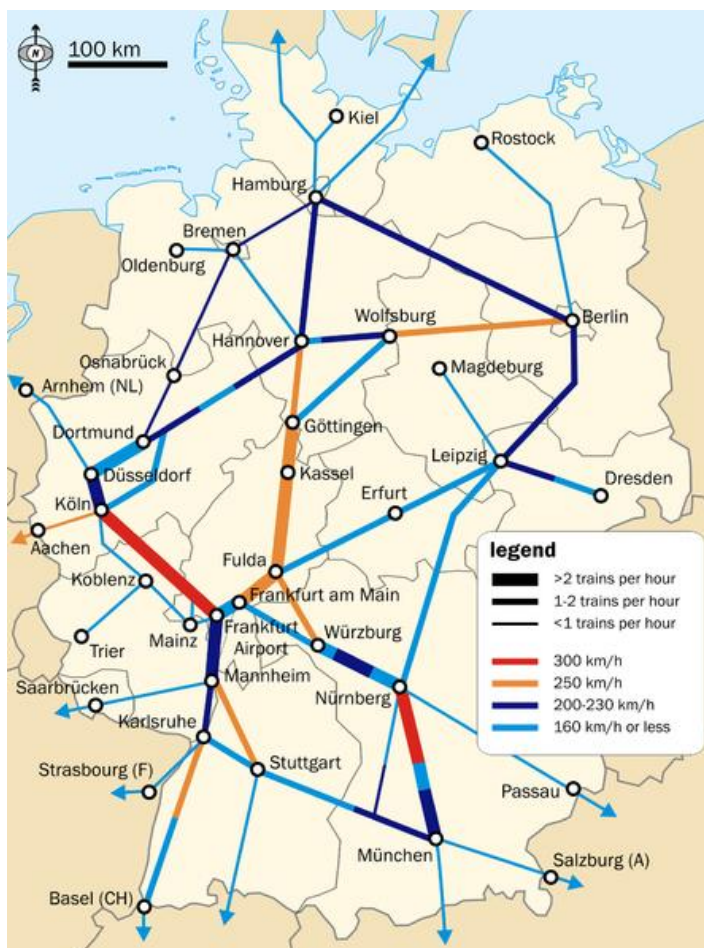 N
100 km
Kiel
Rostock
Hamburg
Bremen
Oldenburg
Hannover
Wolfsburg
Berlin
Osnabrück
Arnhem (NL)
Magdeburg
Dortmund
Göttingen
Düsseldorf
Leipzig
Kassel
Dresden
Köln
Erfurt
Aachen
Fulda
Koblenz
Frankfurt am Main
Mainz
Frankfurt
Airport
Würzburg
Trier
Mannheim
Nürnberg
Saarbrücken
Karlsruhe
Stuttgart
Strasbourg (F)
Passau
München
Salzburg (A)
Basel (CH)
legend
>2 trains per hour
1-2 trains per hour
<1 trains per hour
300 km/h
250 km/h
200-230 km/h
160 km/h or less